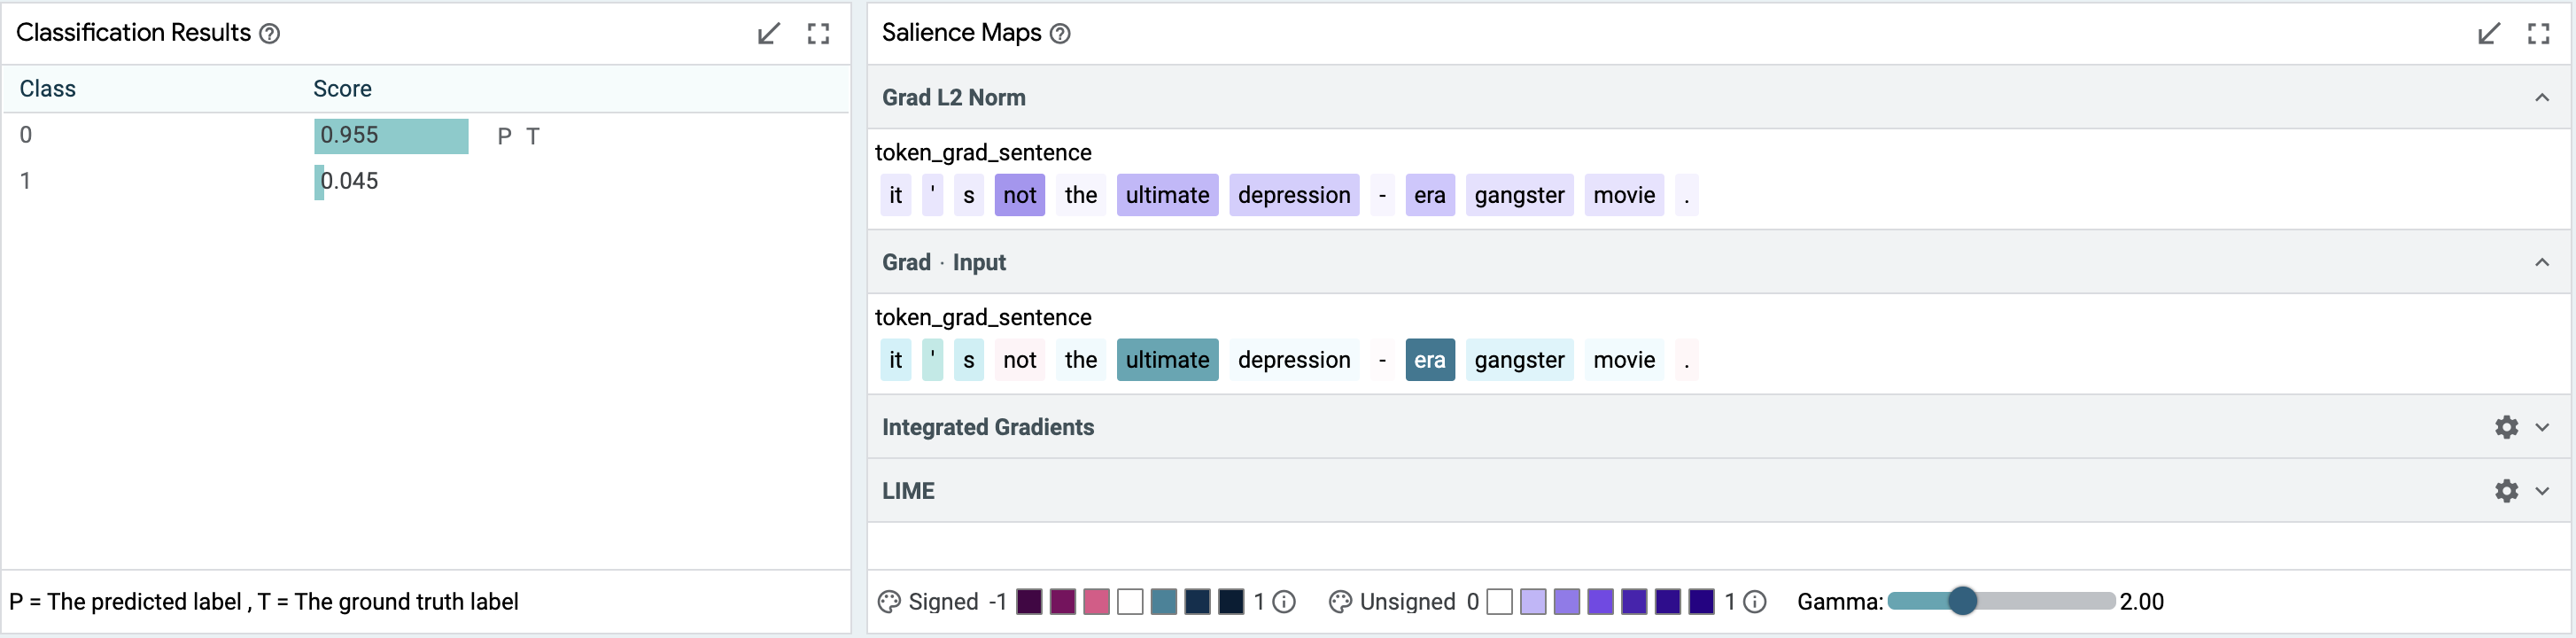 Classification Results
Class Score
0 0.955 P T
1 0.045
P = The predicted label , T = The ground truth label
Salience Maps
Grad L2 Norm
token_grad_sentence
it ' s not the ultimate depression - era gangster movie .
Grad · Input
token_grad_sentence
it ' s not the ultimate depression - era gangster movie .
Integrated Gradients
LIME
Signed -1 1 Unsigned 0 1 Gamma: 2.00